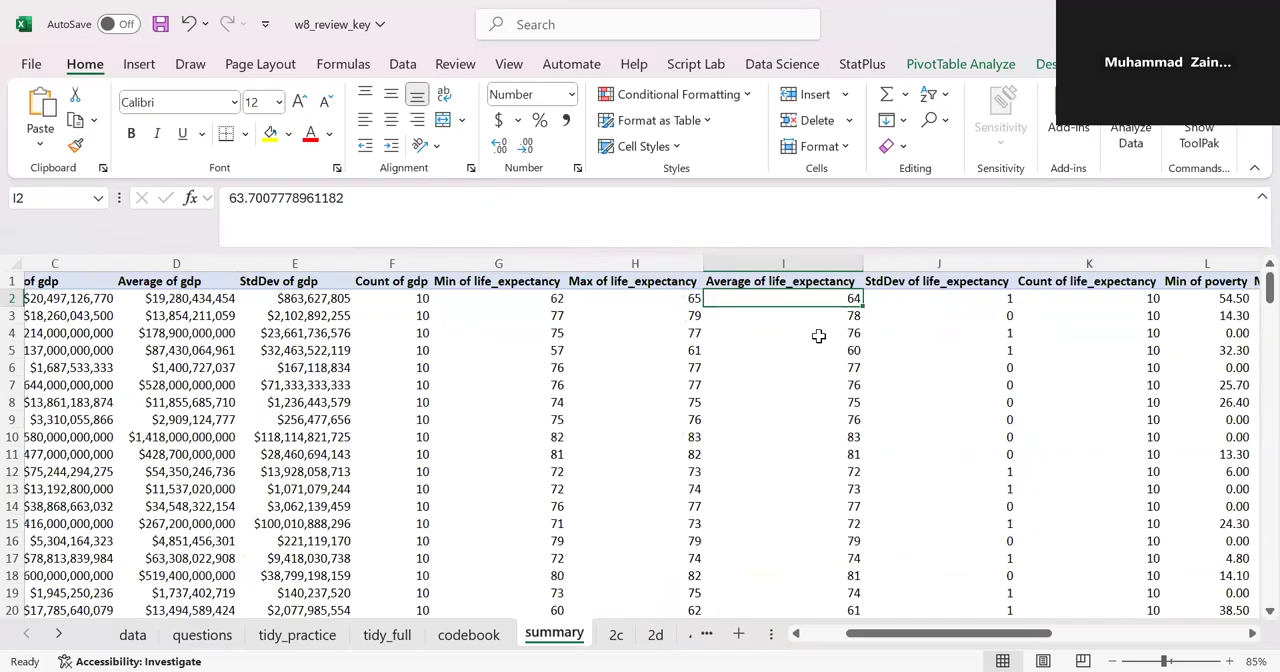 AutoSave Off w8_review_key Search Muhammad Zain...
File Home Insert Draw Page Layout Formulas Data Review View Automate Help Script Lab Data Science StatPlus PivotTable Analyze
Paste Calibri 12 Number Conditional Formatting Insert
Format as Table Delete Sensitivity Add-ins Analyze Data Show ToolPak
B I U $ % Cell Styles Format
Clipboard Font Alignment Number Styles Cells Editing Sensitivity Add-ins Commands...
I2 fx 63.7007778961182
C D E F G H I J K L
1 of gdp Average of gdp StdDev of gdp Count of gdp Min of life_expectancy Max of life_expectancy Average of life_expectancy StdDev of life_expectancy Count of life_expectancy Min of poverty
2 $20,497,126,770 $19,280,434,454 $863,627,805 10 62 65 64 1 10 54.50
3 $18,260,043,500 $13,854,211,059 $2,102,892,255 10 77 79 78 0 10 14.30
4 214,000,000,000 $178,900,000,000 $23,661,736,576 10 75 77 76 1 10 0.00
5 137,000,000,000 $87,430,064,961 $32,463,522,119 10 57 61 60 1 10 32.30
6 $1,687,533,333 $1,400,727,037 $167,118,834 10 76 77 77 0 10 0.00
7 644,000,000,000 $528,000,000,000 $71,333,333,333 10 76 77 76 0 10 25.70
8 $13,861,183,874 $11,855,685,710 $1,236,443,579 10 74 75 75 0 10 26.40
9 $3,310,055,866 $2,909,124,777 $256,477,656 10 75 76 76 0 10 0.00
10 580,000,000,000 $1,418,000,000,000 $118,114,821,725 10 82 83 83 0 10 0.00
11 477,000,000,000 $428,700,000,000 $28,460,694,143 10 81 82 81 0 10 13.30
12 $75,244,294,275 $54,350,246,736 $13,928,058,713 10 72 73 72 1 10 6.00
13 $13,192,800,000 $11,537,020,000 $1,071,079,244 10 72 74 73 1 10 0.00
14 $38,868,663,032 $34,548,322,154 $3,062,139,459 10 76 77 77 0 10 0.00
15 416,000,000,000 $267,200,000,000 $100,010,888,296 10 71 73 72 1 10 24.30
16 $5,304,164,323 $4,851,456,301 $221,119,170 10 79 79 79 0 10 0.00
17 $78,813,839,984 $63,308,022,908 $9,418,030,738 10 72 74 74 1 10 4.80
18 600,000,000,000 $519,400,000,000 $38,799,198,159 10 80 82 81 0 10 14.10
19 $1,945,250,236 $1,737,402,719 $140,237,520 10 73 75 74 1 10 0.00
20 $17,785,640,079 $13,494,589,424 $2,077,985,554 10 60 62 61 1 10 38.50
data questions tidy_practice tidy_full codebook summary 2c 2d
Ready Accessibility: Investigate 85%